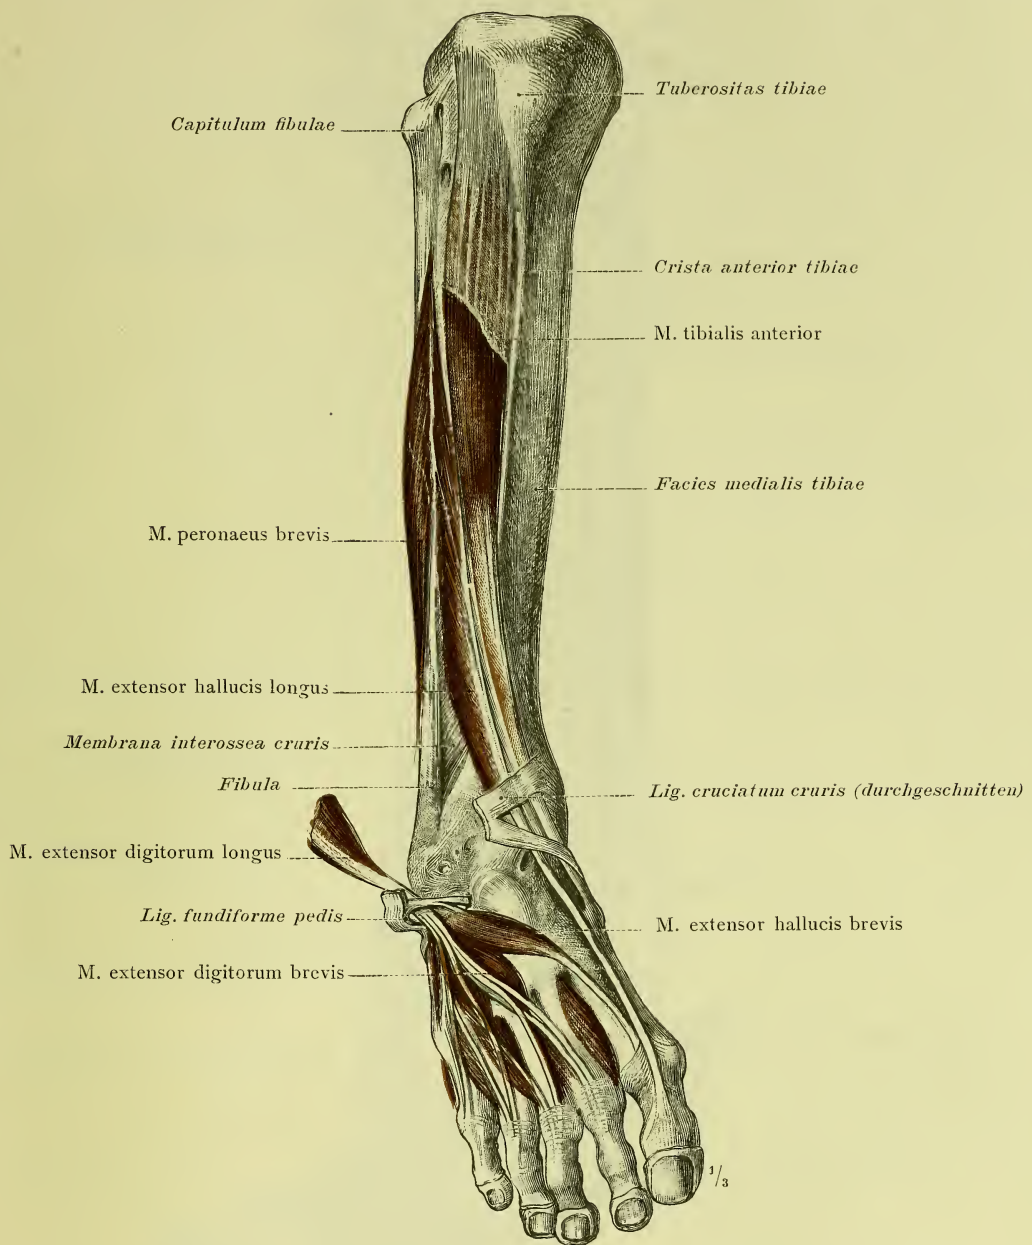 Tuberositas tibiae
Capitulum fibulae
Crista anterior tibiae
M. tibialis anterior
Facies medialis tibiae
M. peronaeus brevis
M. extensor hallucis longus
Membrana interossea cruris
Fibula
Lig. cruciatum cruris (durchgeschnitten)
M. extensor digitorum longus
Lig. fundiforme pedis
M. extensor hallucis brevis
M. extensor digitorum brevis
1/3